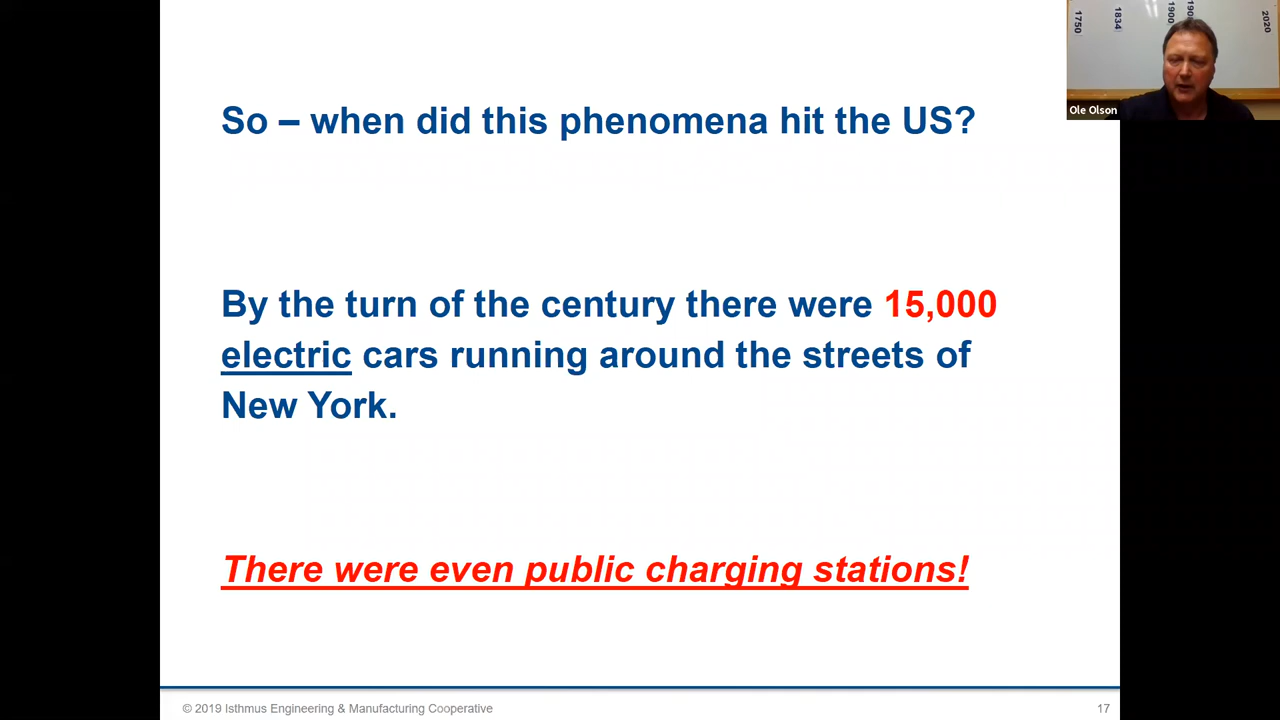 So – when did this phenomena hit the US?
By the turn of the century there were 15,000
electric cars running around the streets of
New York.
There were even public charging stations!
© 2019 Isthmus Engineering & Manufacturing Cooperative
17
1750
1834
1900
2020
Ole Olson